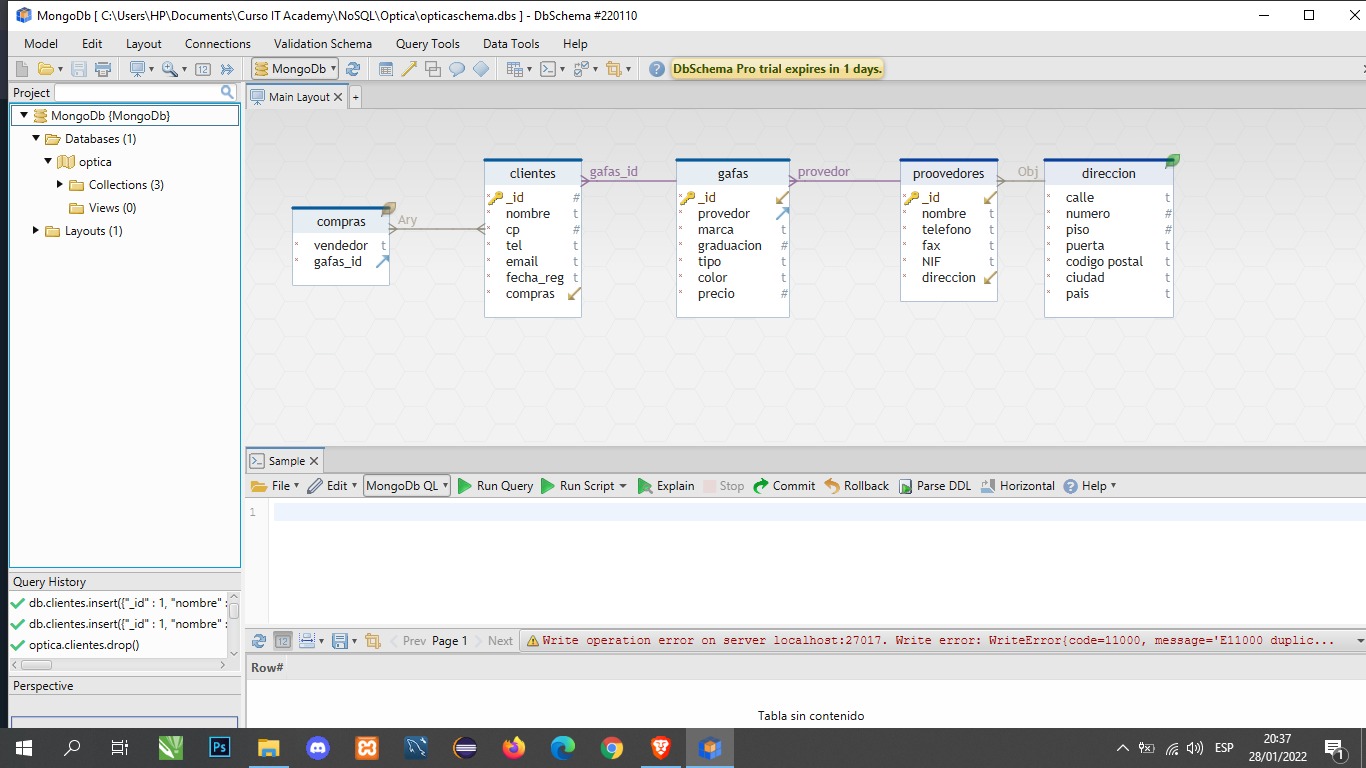 MongoDb [ C:\Users\HP\Documents\Curso IT Academy\NoSQL\Optica\opticaschema.dbs ] - DbSchema #220110
Model Edit Layout Connections Validation Schema Query Tools Data Tools Help
MongoDb DbSchema Pro trial expires in 1 days.
Project
Main Layout
+
MongoDb {MongoDb}
Databases (1)
optica
Collections (3)
Views (0)
Layouts (1)
compras
vendedor t
gafas_id
Ary
clientes
_id #
nombre t
cp #
tel t
email t
fecha_reg t
compras
gafas_id
gafas
_id
provedor
marca t
graduacion #
tipo t
color t
precio #
provedor
proovedores
_id
nombre t
telefono t
fax t
NIF t
direccion
Obj
direccion
calle t
numero #
piso #
puerta t
codigo postal t
ciudad t
pais t
Sample
File Edit MongoDb QL Run Query Run Script Explain Stop Commit Rollback Parse DDL Horizontal Help
1
Query History
db.clientes.insert({"_id" : 1, "nombre" :
db.clientes.insert({"_id" : 1, "nombre" :
optica.clientes.drop()
Perspective
12 Prev Page 1 Next Write operation error on server localhost:27017. Write error: WriteError{code=11000, message='E11000 duplic...
Row#
Tabla sin contenido
Ps
ESP
20:37
28/01/2022
1